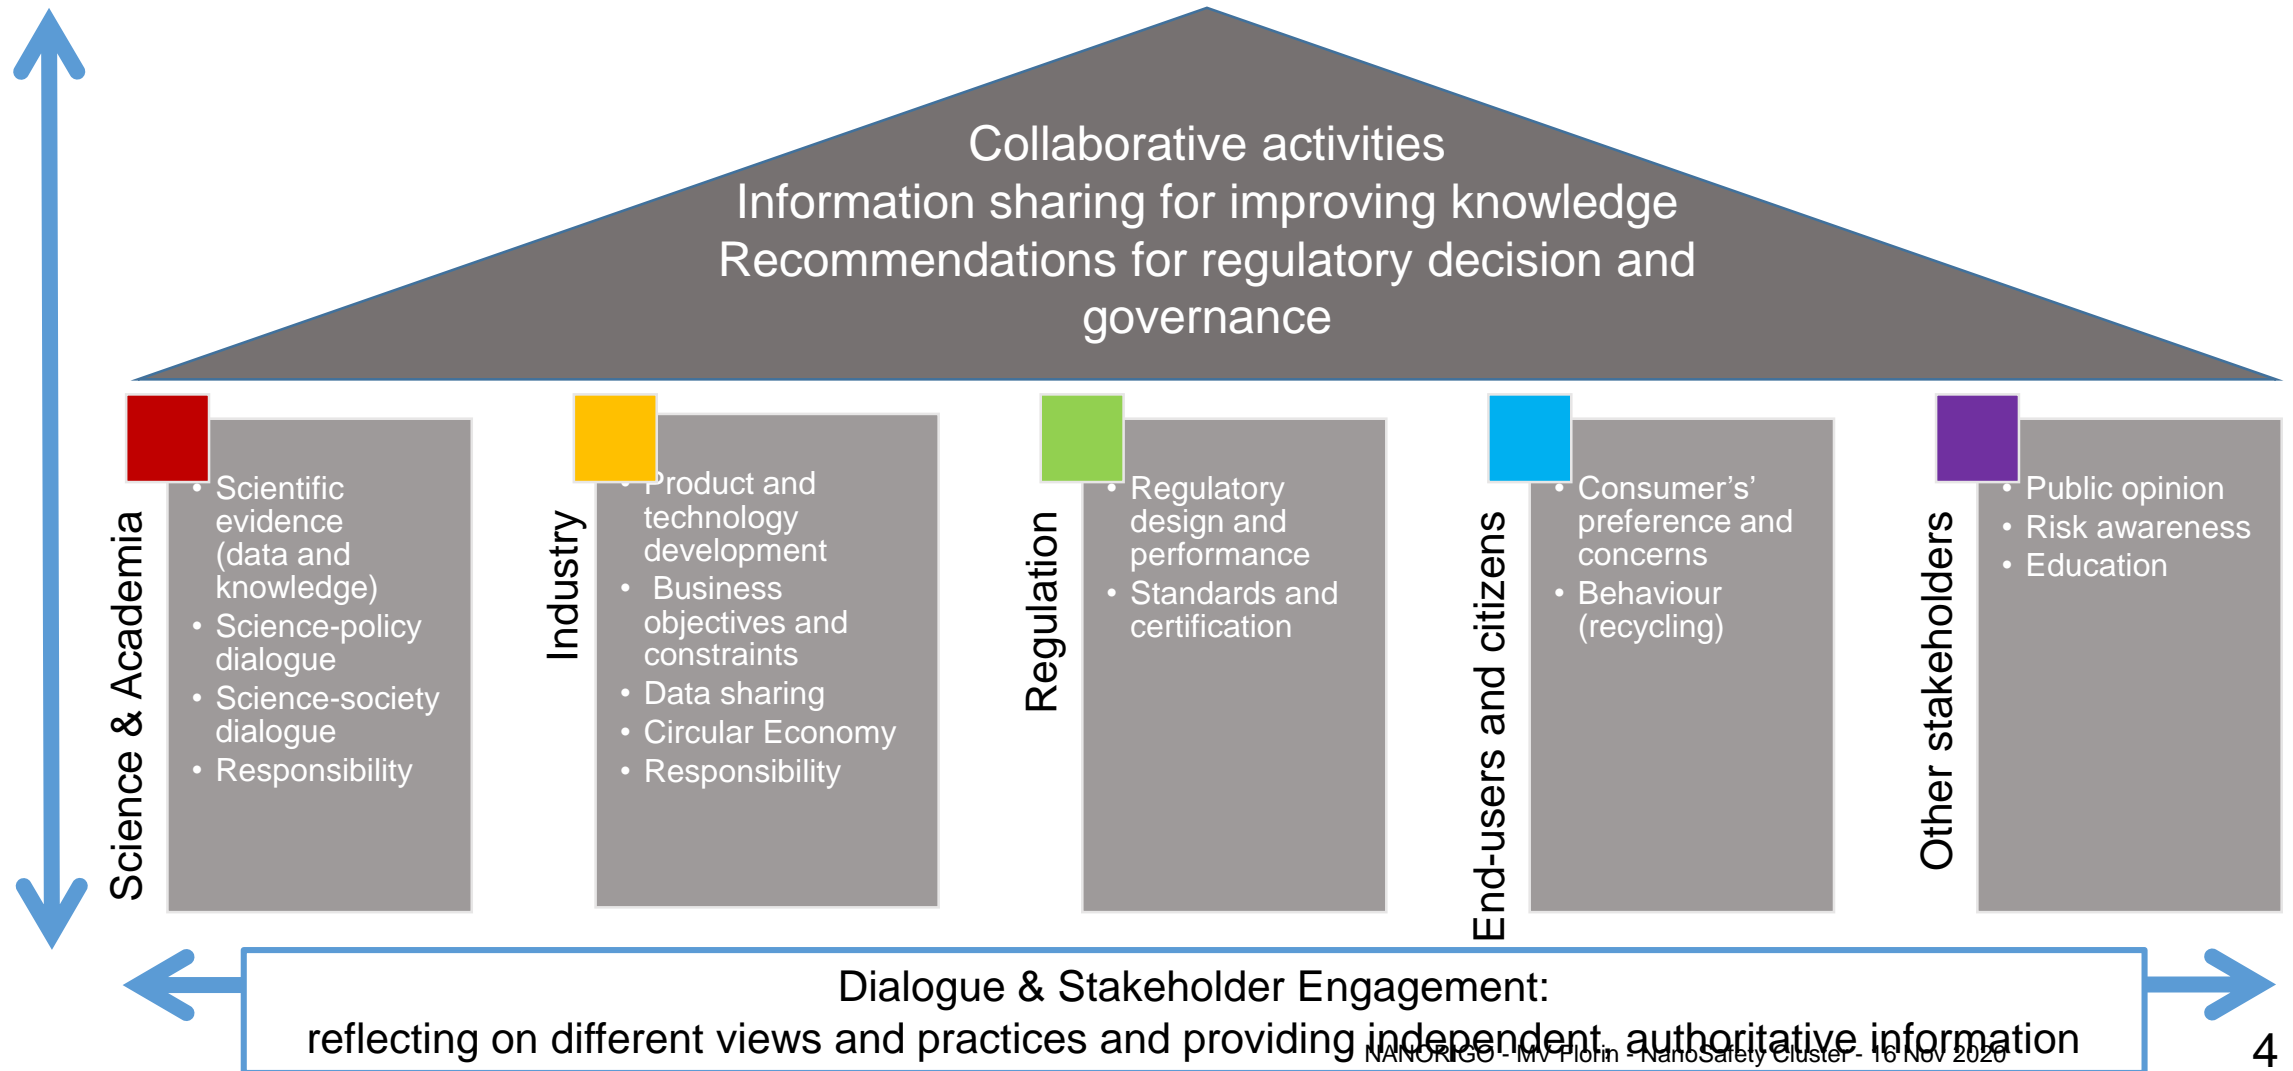 Collaborative activities
Information sharing for improving knowledge
Recommendations for regulatory decision and
governance
Science & Academia
• Scientific
evidence
(data and
knowledge)
• Science-policy
dialogue
• Science-society
dialogue
• Responsibility
Industry
• Product and
technology
development
• Business
objectives and
constraints
• Data sharing
• Circular Economy
• Responsibility
Regulation
• Regulatory
design and
performance
• Standards and
certification
End-users and citizens
• Consumer's'
preference and
concerns
• Behaviour
(recycling)
Other stakeholders
• Public opinion
• Risk awareness
• Education
Dialogue & Stakeholder Engagement:
reflecting on different views and practices and providing independent, authoritative information
NANORIGO - MV Florin - NanoSafety Cluster - 16 Nov 2020
4